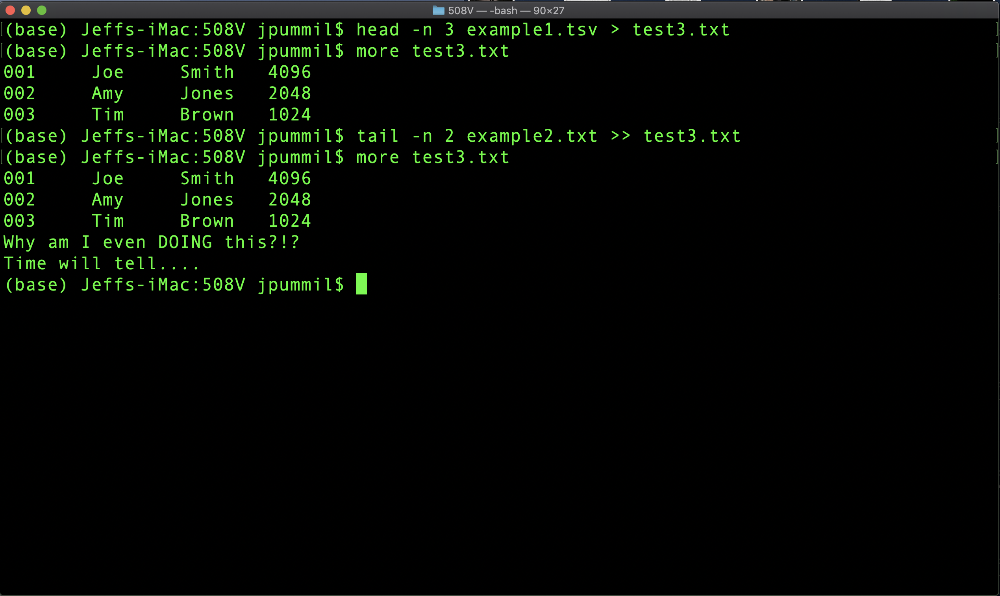 508V — -bash — 90×27
(base) Jeffs-iMac:508V jpummil$ head -n 3 example1.tsv > test3.txt
(base) Jeffs-iMac:508V jpummil$ more test3.txt
001     Joe     Smith   4096
002     Amy     Jones   2048
003     Tim     Brown   1024
(base) Jeffs-iMac:508V jpummil$ tail -n 2 example2.txt >> test3.txt
(base) Jeffs-iMac:508V jpummil$ more test3.txt
001     Joe     Smith   4096
002     Amy     Jones   2048
003     Tim     Brown   1024
Why am I even DOING this?!?
Time will tell....
(base) Jeffs-iMac:508V jpummil$